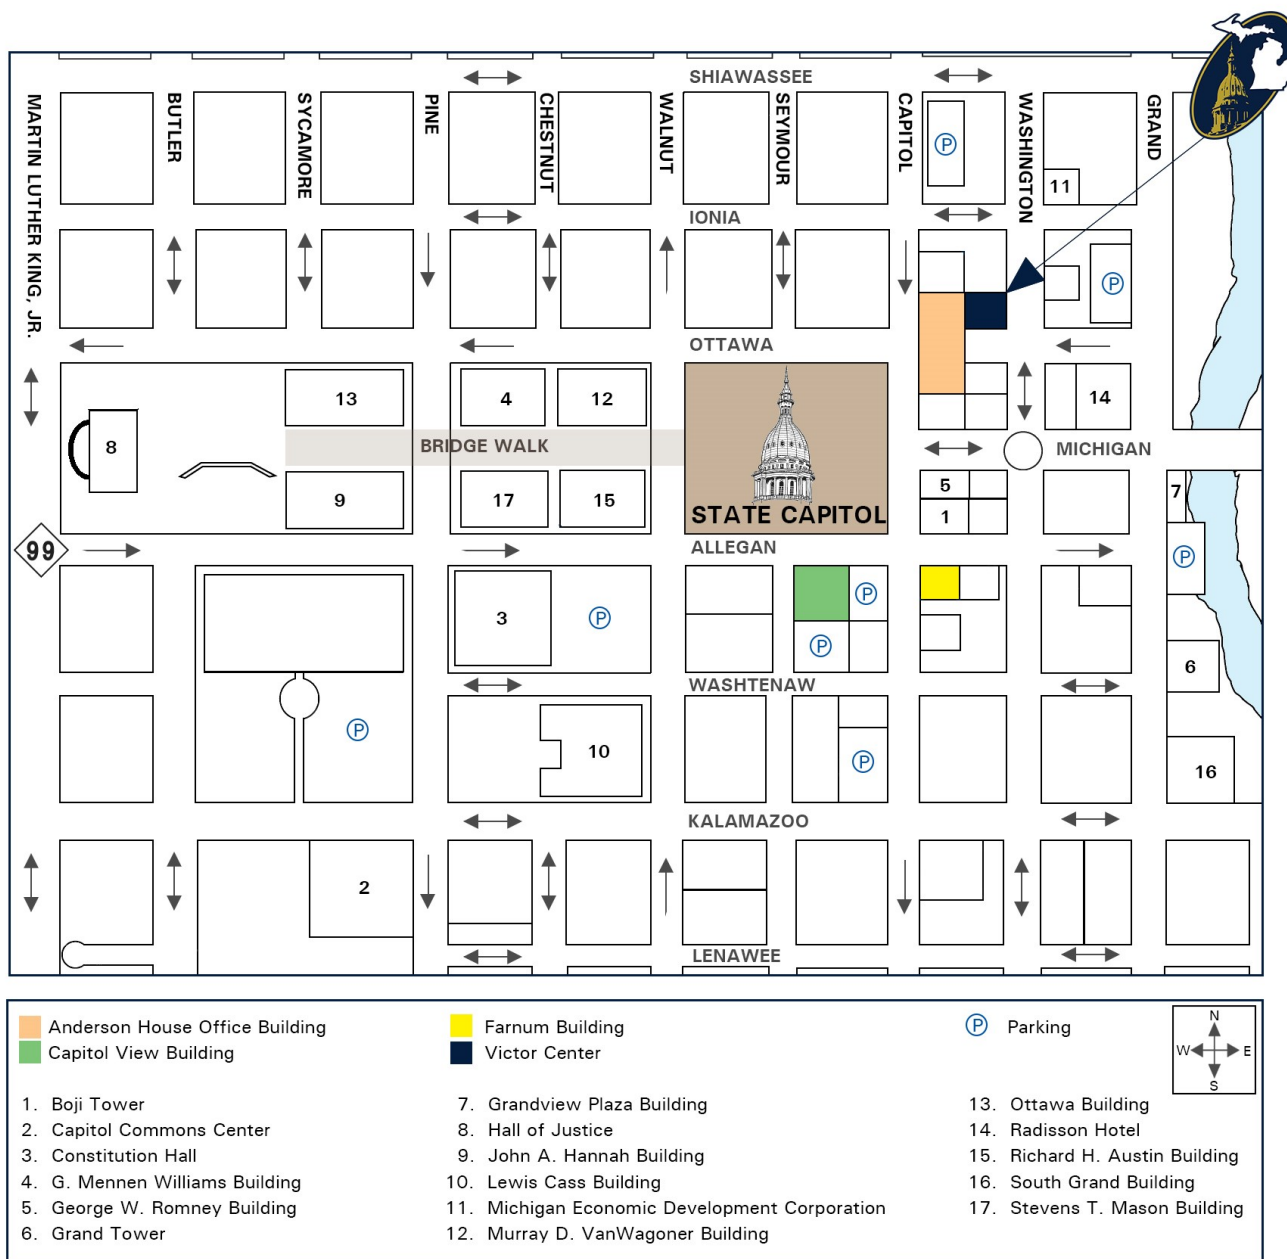 SHIAWASSEE
MARTIN LUTHER KING, JR.
BUTLER
SYCAMORE
PINE
CHESTNUT
WALNUT
SEYMOUR
CAPITOL
WASHINGTON
GRAND
P
11
IONIA
P
OTTAWA
13
4
12
14
8
BRIDGE WALK
MICHIGAN
9
17
15
STATE CAPITOL
5
1
7
99
ALLEGAN
P
3
P
P
P
6
WASHTENAW
P
10
P
16
KALAMAZOO
2
LENAWEE
Anderson House Office Building
Capitol View Building
Farnum Building
Victor Center
P Parking
N
W E
S
1. Boji Tower
2. Capitol Commons Center
3. Constitution Hall
4. G. Mennen Williams Building
5. George W. Romney Building
6. Grand Tower
7. Grandview Plaza Building
8. Hall of Justice
9. John A. Hannah Building
10. Lewis Cass Building
11. Michigan Economic Development Corporation
12. Murray D. VanWagoner Building
13. Ottawa Building
14. Radisson Hotel
15. Richard H. Austin Building
16. South Grand Building
17. Stevens T. Mason Building